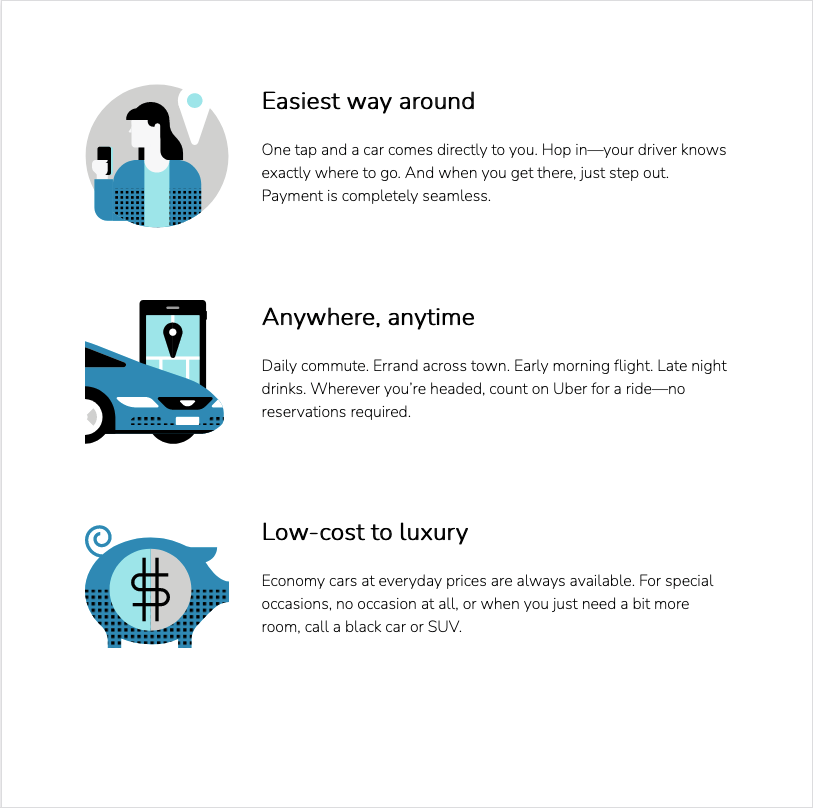 Easiest way around
One tap and a car comes directly to you. Hop in—your driver knows
exactly where to go. And when you get there, just step out.
Payment is completely seamless.
Anywhere, anytime
Daily commute. Errand across town. Early morning flight. Late night
drinks. Wherever you’re headed, count on Uber for a ride—no
reservations required.
Low-cost to luxury
Economy cars at everyday prices are always available. For special
occasions, no occasion at all, or when you just need a bit more
room, call a black car or SUV.